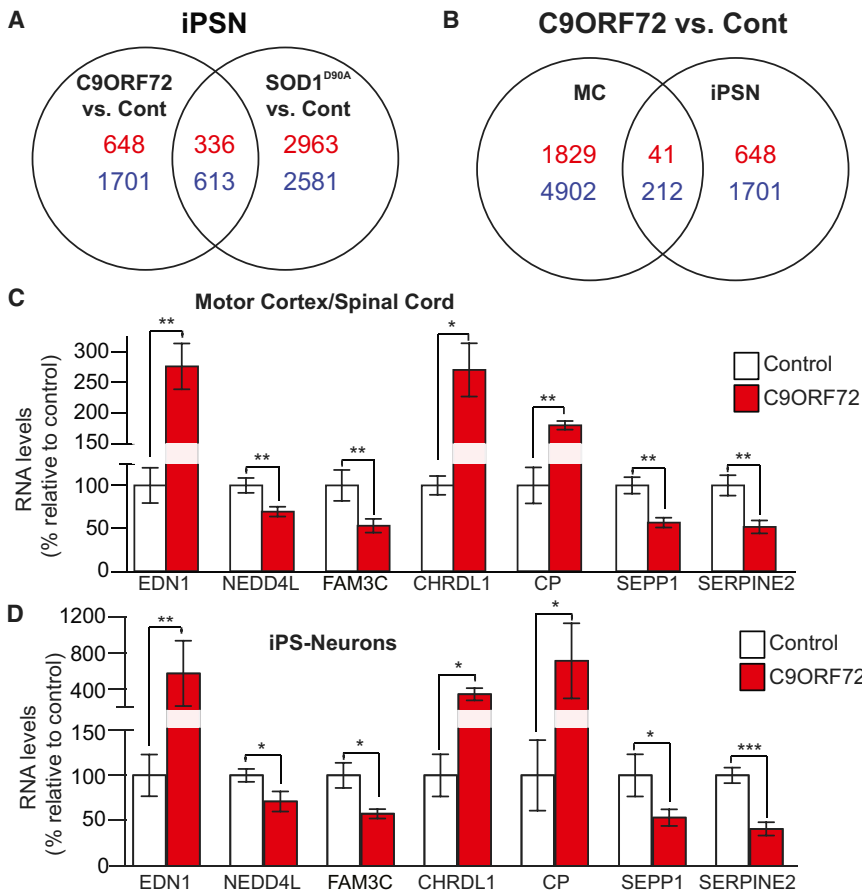 A
iPSN
C9ORF72
vs. Cont
SOD1D90A
vs. Cont
648
336
2963
1701
613
2581
B
C9ORF72 vs. Cont
MC
iPSN
1829
41
648
4902
212
1701
C
Motor Cortex/Spinal Cord
RNA levels
(% relative to control)
300
250
200
150
100
50
0
**
**
**
*
**
**
**
Control
C9ORF72
EDN1
NEDD4L
FAM3C
CHRDL1
CP
SEPP1
SERPINE2
D
iPS-Neurons
RNA levels
(% relative to control)
1200
800
400
150
100
50
0
**
*
*
*
*
*
***
Control
C9ORF72
EDN1
NEDD4L
FAM3C
CHRDL1
CP
SEPP1
SERPINE2